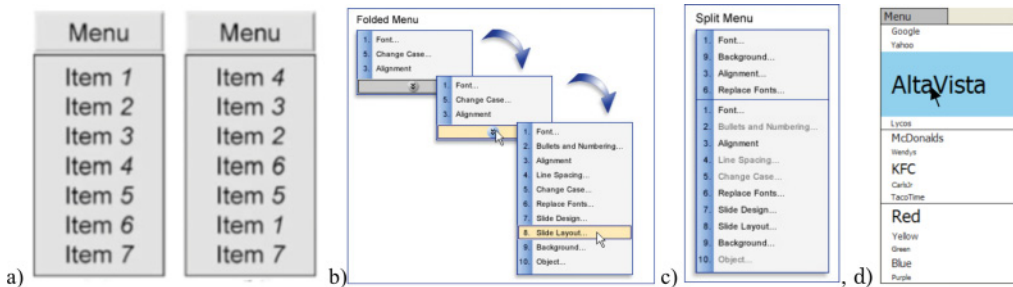 a)
Menu
Item 1
Item 2
Item 3
Item 4
Item 5
Item 6
Item 7
Menu
Item 4
Item 3
Item 2
Item 6
Item 5
Item 1
Item 7
b)
Folded Menu
1. Font...
5. Change Case...
3. Alignment
1. Font...
5. Change Case...
3. Alignment
1. Font...
2. Bullets and Numbering...
3. Alignment
4. Line Spacing...
5. Change Case...
6. Replace Fonts...
7. Slide Design...
8. Slide Layout...
9. Background...
10. Object...
c)
Split Menu
1. Font...
9. Background...
3. Alignment...
6. Replace Fonts...
1. Font...
2. Bullets and Numbering...
3. Alignment
4. Line Spacing...
5. Change Case...
6. Replace Fonts...
7. Slide Design...
8. Slide Layout...
9. Background...
10. Object...
, d)
Menu
Google
Yahoo
AltaVista
Lycos
McDonalds
Wendys
KFC
CarlsJr
TacoTime
Red
Yellow
Green
Blue
Purple